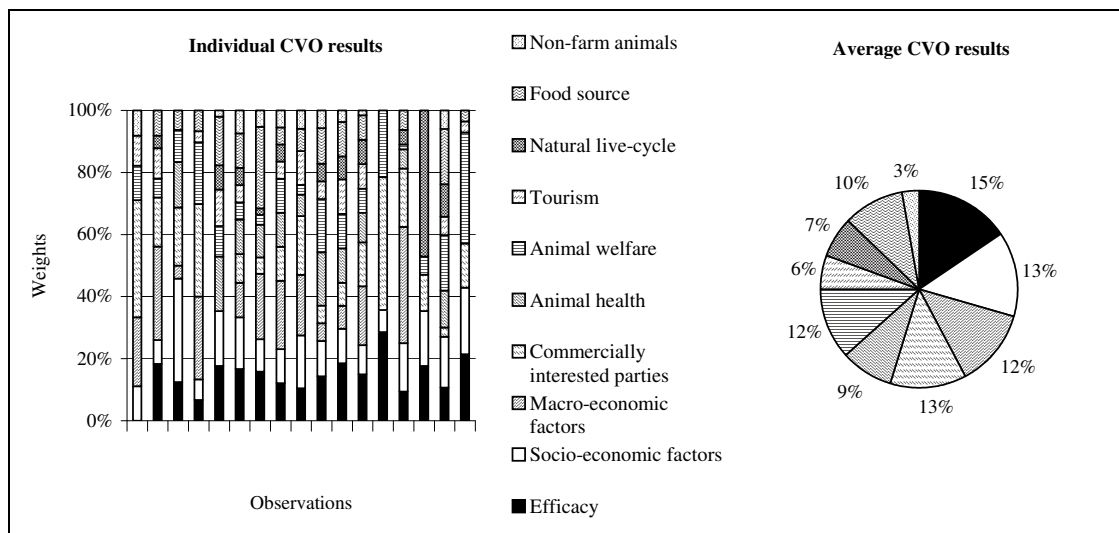 Individual CVO results
100%
80%
60%
40%
20%
0%
Weights
Observations
Non-farm animals
Food source
Natural live-cycle
Tourism
Animal welfare
Animal health
Commercially
interested parties
Macro-economic
factors
Socio-economic factors
Efficacy
Average CVO results
15%
13%
12%
13%
9%
12%
6%
7%
10%
3%